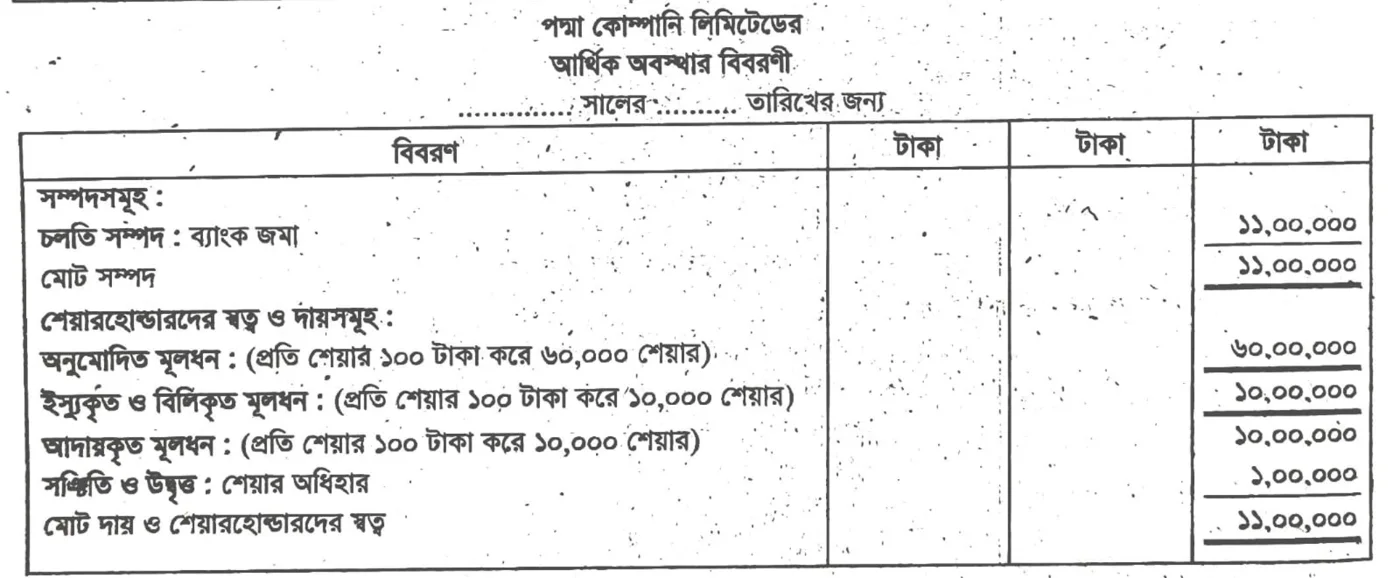 পদ্মা কোম্পানি লিমিটেডের
আর্থিক অবস্থার বিবরণী
.............. সালের .......... তারিখের জন্য
বিবরণ টাকা টাকা টাকা
সম্পদসমূহ :
চলতি সম্পদ : ব্যাংক জমা ১১,০০,০০০
মোট সম্পদ ১১,০০,০০০
শেয়ারহোল্ডারদের স্বত্ব ও দায়সমূহ :
অনুমোদিত মূলধন : (প্রতি শেয়ার ১০০ টাকা করে ৬০,০০০ শেয়ার) ৬০,০০,০০০
ইস্যুকৃত ও বিলিকৃত মূলধন : (প্রতি শেয়ার ১০০ টাকা করে ১০,০০০ শেয়ার) ১০,০০,০০০
আদায়কৃত মূলধন : (প্রতি শেয়ার ১০০ টাকা করে ১০,০০০ শেয়ার) ১০,০০,০০০
সঞ্চিতি ও উদ্বৃত্ত : শেয়ার অধিহার ১,০০,০০০
মোট দায় ও শেয়ারহোল্ডারদের স্বত্ব ১১,০০,০০০